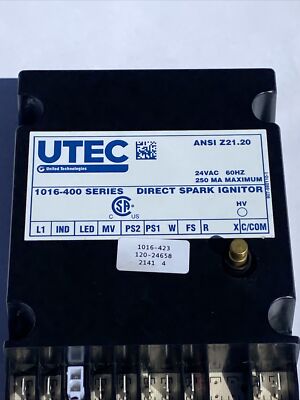 UTEC
United Technologies
ANSI Z21.20
24VAC 60HZ
250 MA MAXIMUM
1016-400 SERIES DIRECT SPARK IGNITOR
C US
HV
L1 IND LED MV PS2 PS1 W FS R X C/COM
1016-423
120-24658
2141 4